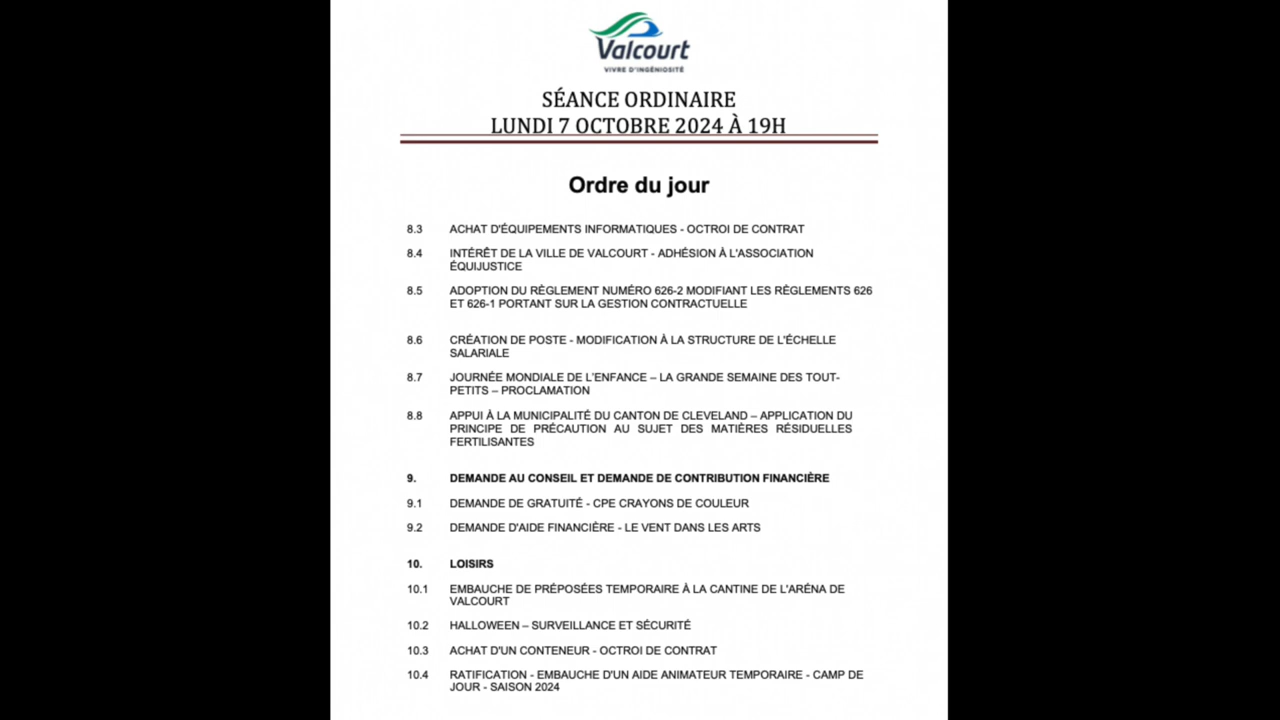 Valcourt
VIVRE D'INGÉNIOSITÉ
SÉANCE ORDINAIRE
LUNDI 7 OCTOBRE 2024 À 19H
Ordre du jour
8.3 ACHAT D'ÉQUIPEMENTS INFORMATIQUES - OCTROI DE CONTRAT
8.4 INTÉRÊT DE LA VILLE DE VALCOURT - ADHÉSION À L'ASSOCIATION
ÉQUIJUSTICE
8.5 ADOPTION DU RÈGLEMENT NUMÉRO 626-2 MODIFIANT LES RÈGLEMENTS 626
ET 626-1 PORTANT SUR LA GESTION CONTRACTUELLE
8.6 CRÉATION DE POSTE - MODIFICATION À LA STRUCTURE DE L'ÉCHELLE
SALARIALE
8.7 JOURNÉE MONDIALE DE L'ENFANCE – LA GRANDE SEMAINE DES TOUT-
PETITS – PROCLAMATION
8.8 APPUI À LA MUNICIPALITÉ DU CANTON DE CLEVELAND – APPLICATION DU
PRINCIPE DE PRÉCAUTION AU SUJET DES MATIÈRES RÉSIDUELLES
FERTILISANTES
9. DEMANDE AU CONSEIL ET DEMANDE DE CONTRIBUTION FINANCIÈRE
9.1 DEMANDE DE GRATUITÉ - CPE CRAYONS DE COULEUR
9.2 DEMANDE D'AIDE FINANCIÈRE - LE VENT DANS LES ARTS
10. LOISIRS
10.1 EMBAUCHE DE PRÉPOSÉES TEMPORAIRE À LA CANTINE DE L'ARÉNA DE
VALCOURT
10.2 HALLOWEEN – SURVEILLANCE ET SÉCURITÉ
10.3 ACHAT D'UN CONTENEUR - OCTROI DE CONTRAT
10.4 RATIFICATION - EMBAUCHE D'UN AIDE ANIMATEUR TEMPORAIRE - CAMP DE
JOUR - SAISON 2024